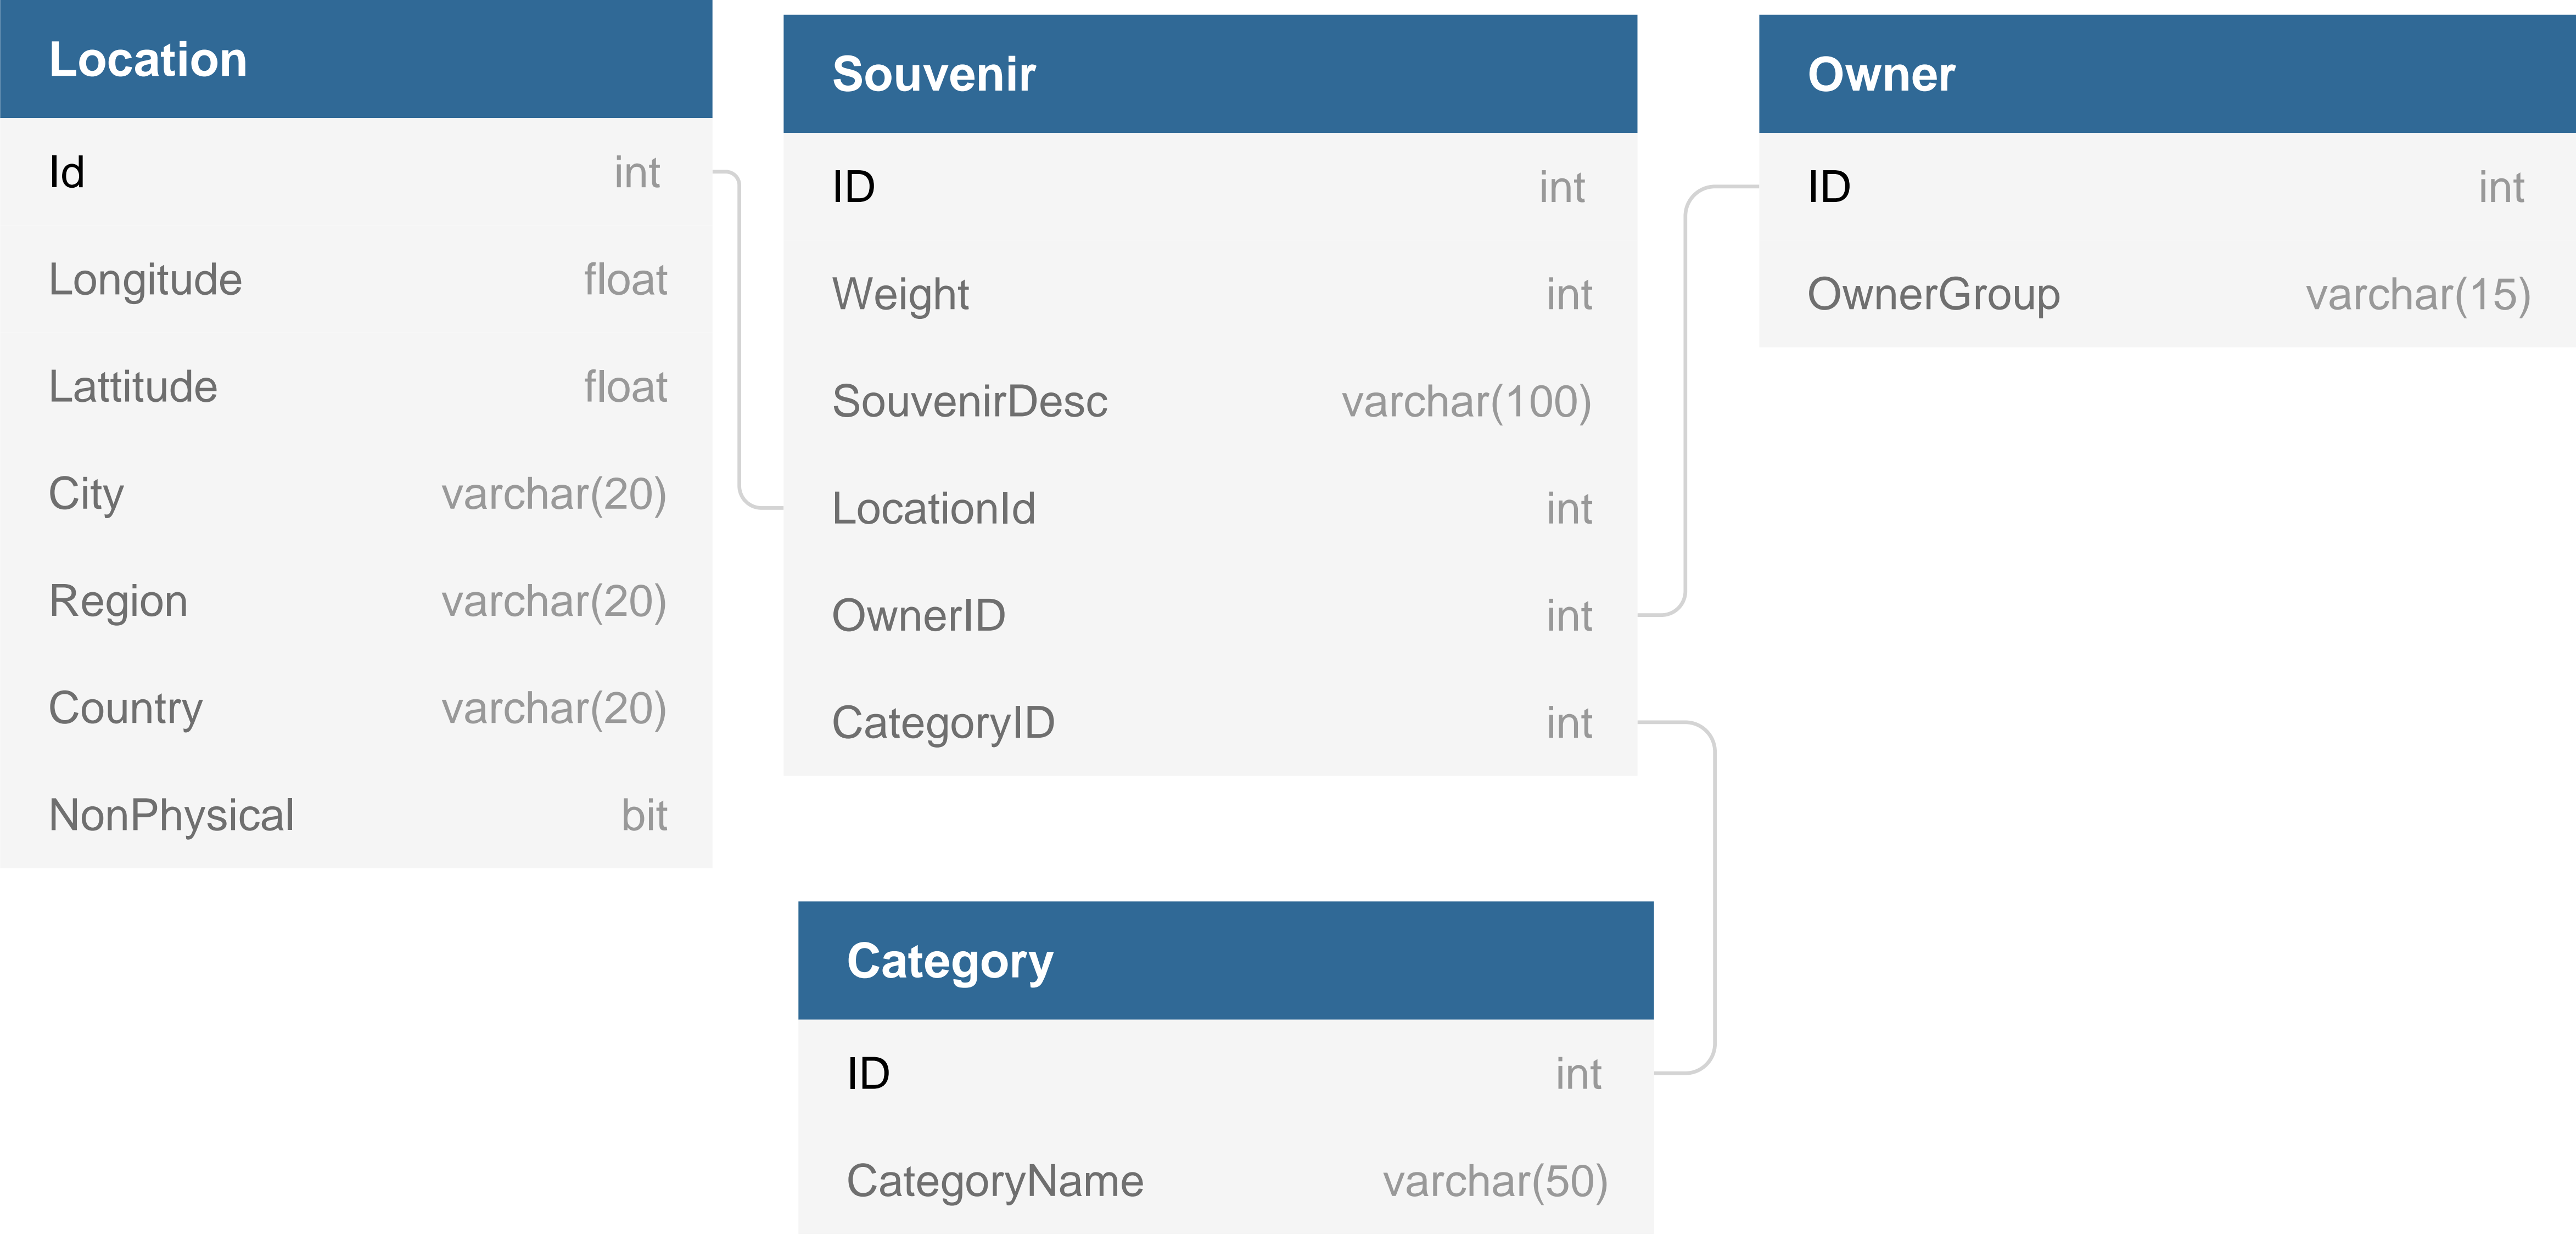 Location
Id int
Longitude float
Lattitude float
City varchar(20)
Region varchar(20)
Country varchar(20)
NonPhysical bit
Souvenir
ID int
Weight int
SouvenirDesc varchar(100)
LocationId int
OwnerID int
CategoryID int
Owner
ID int
OwnerGroup varchar(15)
Category
ID int
CategoryName varchar(50)